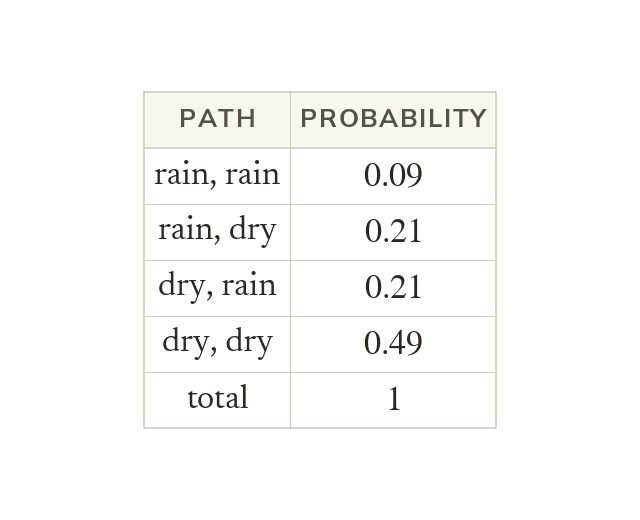 PATH PROBABILITY
rain, rain 0.09
rain, dry 0.21
dry, rain 0.21
dry, dry 0.49
total 1